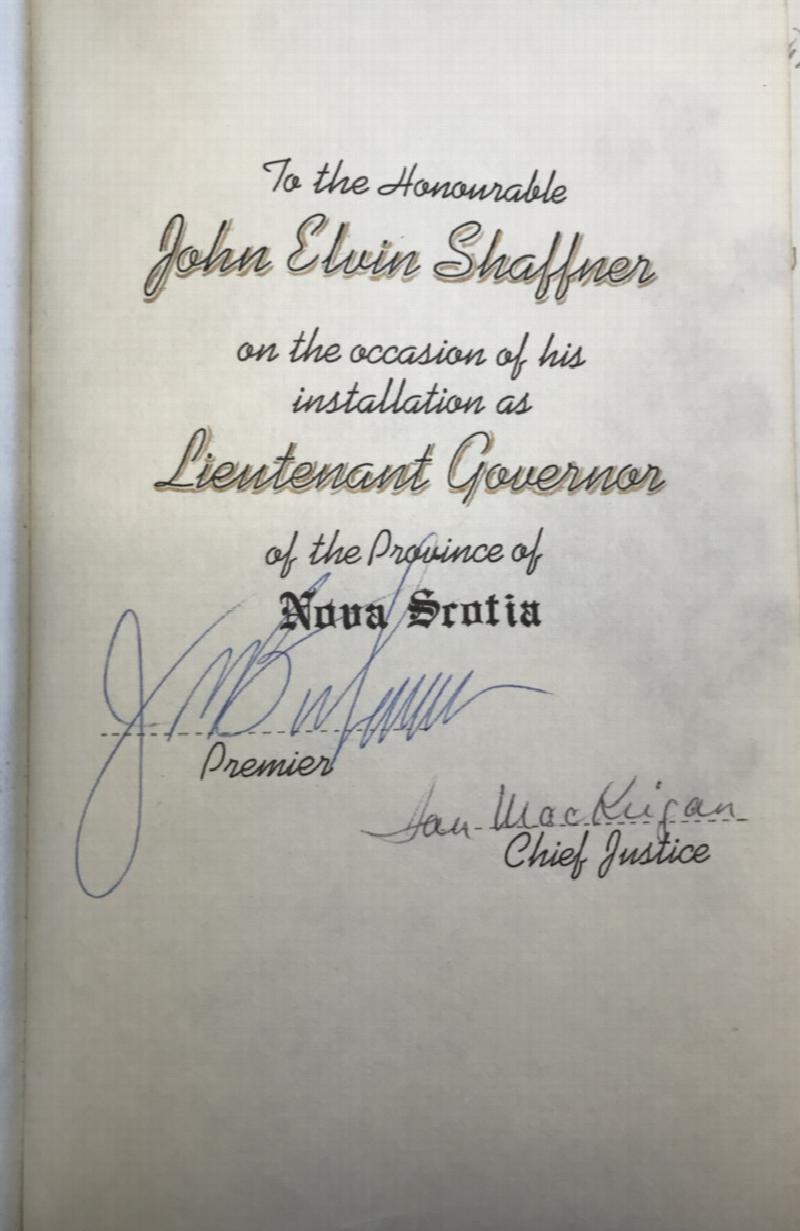 To the Honourable
John Elvin Shaffner
on the occasion of his
installation as
Lieutenant Governor
of the Province of
Nova Scotia
Premier
Ian MacKeigan
Chief Justice